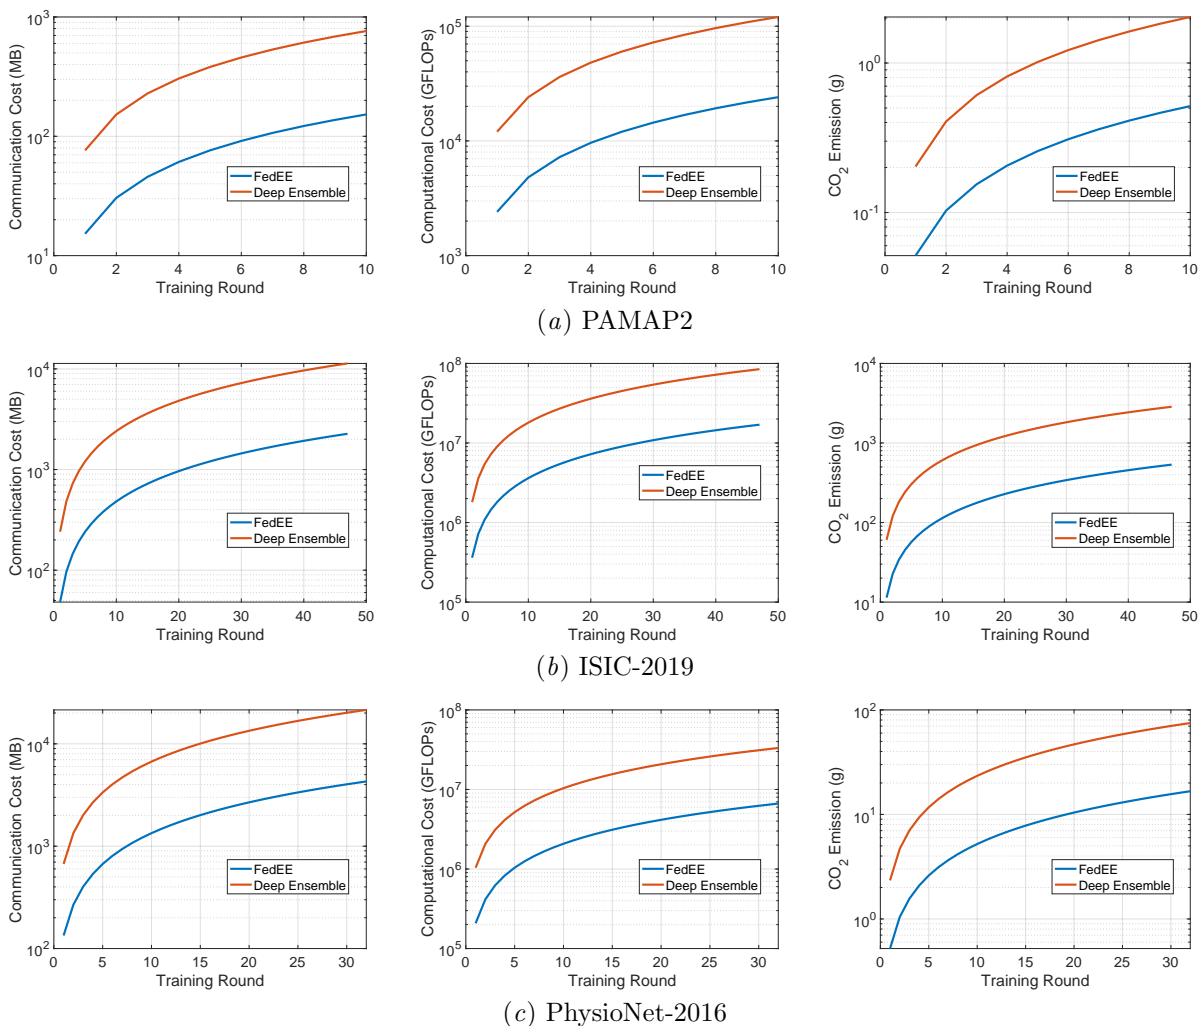 Communication Cost (MB)
10^3
10^2
10^1
0 2 4 6 8 10
Training Round
FedEE
Deep Ensemble
Computational Cost (GFLOPs)
10^5
10^4
10^3
0 2 4 6 8 10
Training Round
FedEE
Deep Ensemble
CO_2 Emission (g)
10^0
10^-1
0 2 4 6 8 10
Training Round
FedEE
Deep Ensemble
(a) PAMAP2
Communication Cost (MB)
10^4
10^3
10^2
0 10 20 30 40 50
Training Round
FedEE
Deep Ensemble
Computational Cost (GFLOPs)
10^8
10^7
10^6
10^5
0 10 20 30 40 50
Training Round
FedEE
Deep Ensemble
CO_2 Emission (g)
10^4
10^3
10^2
10^1
0 10 20 30 40 50
Training Round
FedEE
Deep Ensemble
(b) ISIC-2019
Communication Cost (MB)
10^4
10^3
10^2
0 5 10 15 20 25 30
Training Round
FedEE
Deep Ensemble
Computational Cost (GFLOPs)
10^8
10^7
10^6
10^5
0 5 10 15 20 25 30
Training Round
FedEE
Deep Ensemble
CO_2 Emission (g)
10^2
10^1
10^0
0 5 10 15 20 25 30
Training Round
FedEE
Deep Ensemble
(c) PhysioNet-2016